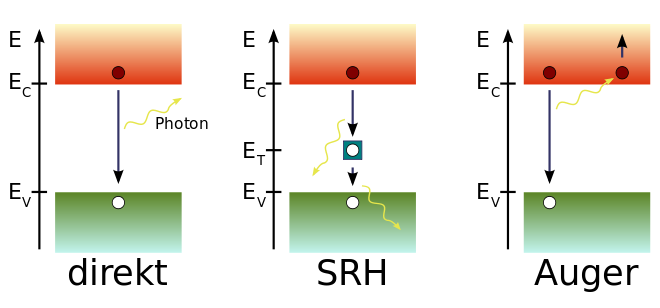 E
E_C
Photon
E_V
direkt
E
E_C
E_T
E_V
SRH
E
E_C
E_V
Auger